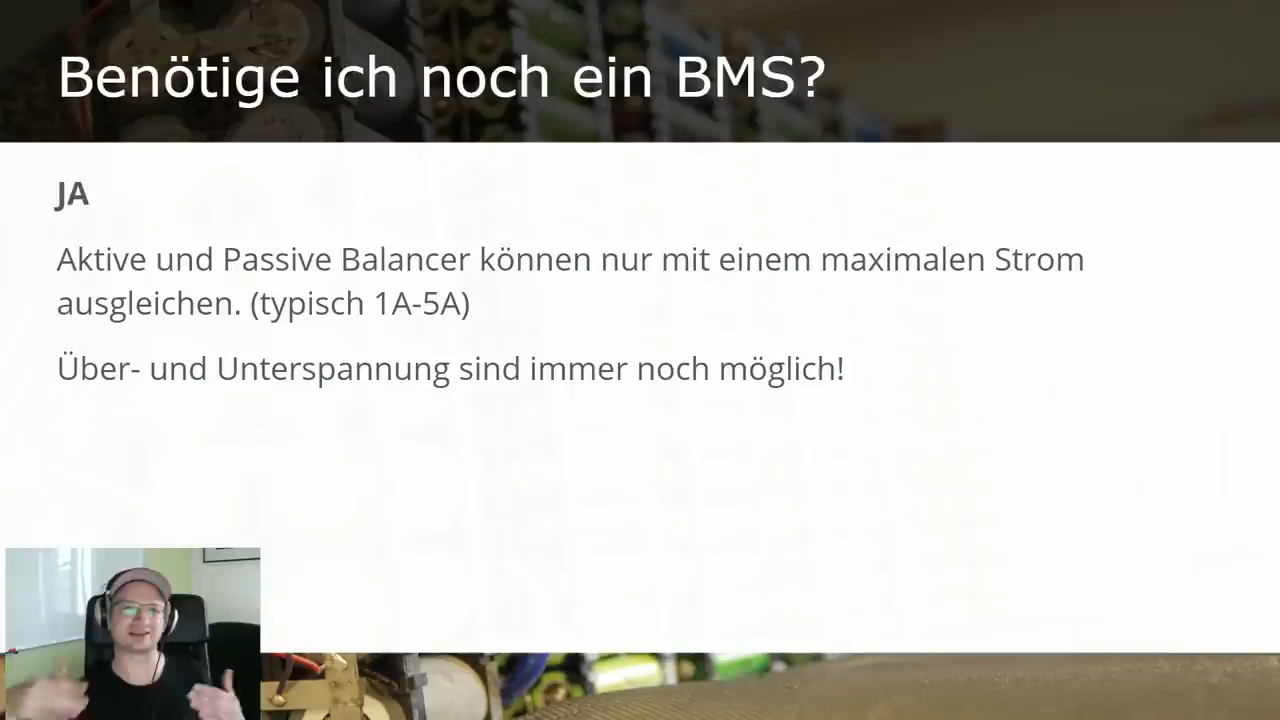 Benötige ich noch ein BMS?
JA
Aktive und Passive Balancer können nur mit einem maximalen Strom
ausgleichen. (typisch 1A-5A)
Über- und Unterspannung sind immer noch möglich!